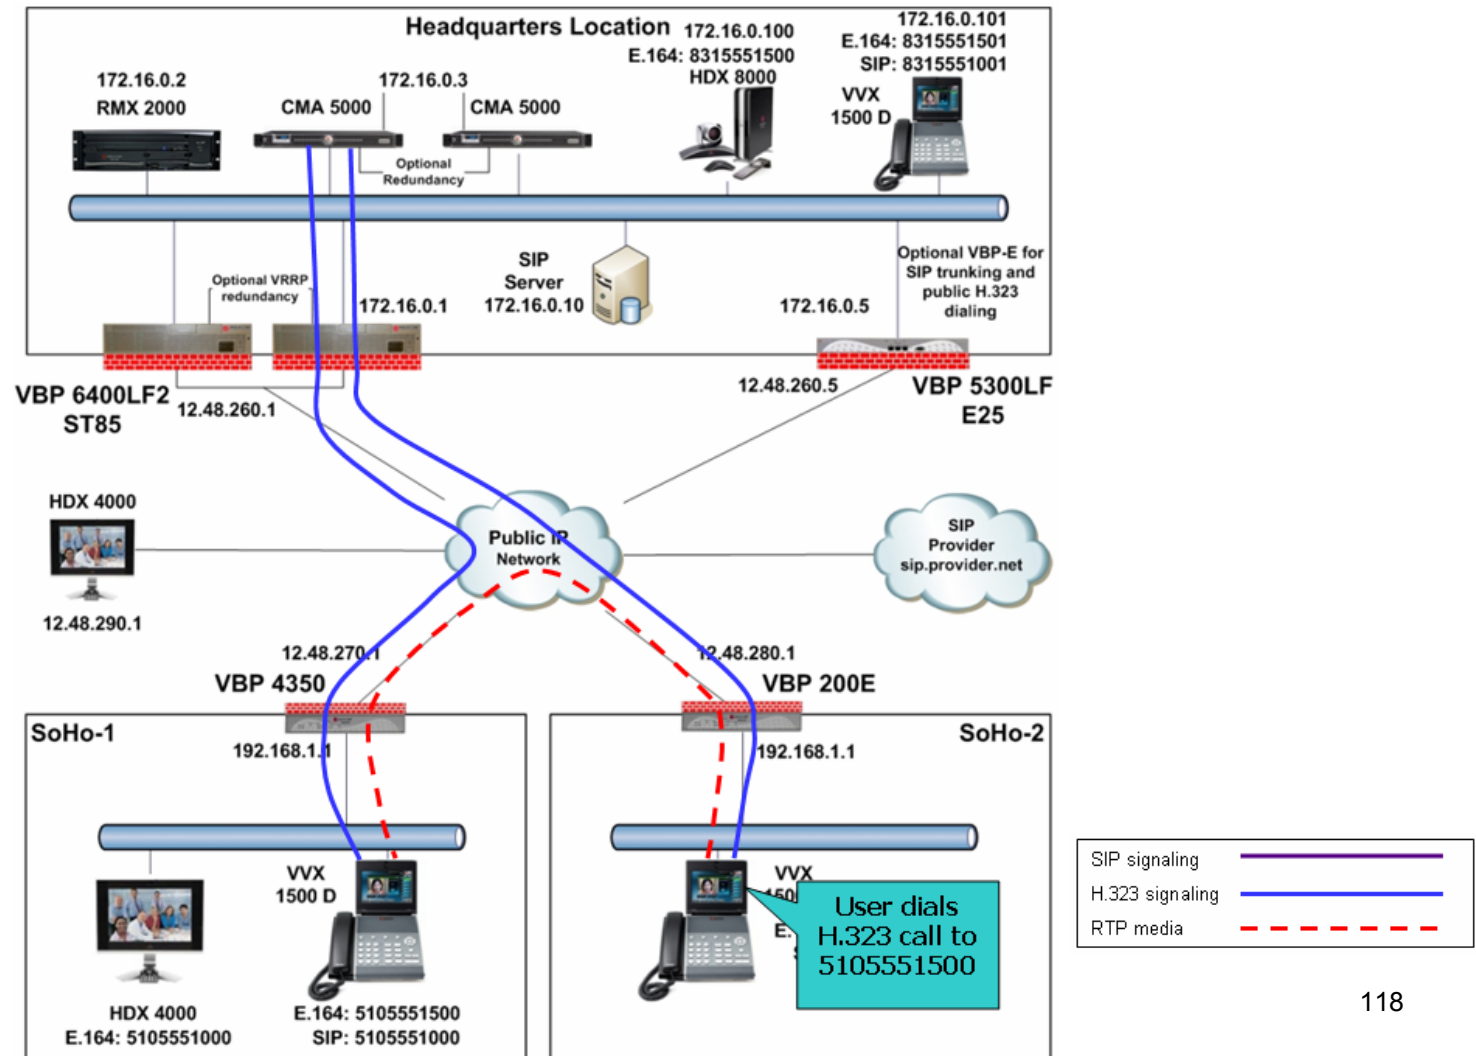 Headquarters Location
172.16.0.100
E.164: 8315551500
HDX 8000
172.16.0.101
E.164: 8315551501
SIP: 8315551001
VVX
1500 D
172.16.0.2
RMX 2000
CMA 5000
172.16.0.3
CMA 5000
Optional
Redundancy
Optional VRRP
redundancy
172.16.0.1
SIP
Server
172.16.0.10
172.16.0.5
Optional VBP-E for
SIP trunking and
public H.323
dialing
VBP 6400LF2
ST85
12.48.260.1
12.48.260.5
VBP 5300LF
E25
HDX 4000
12.48.290.1
Public IP
Network
SIP
Provider
sip.provider.net
12.48.270.1
VBP 4350
12.48.280.1
VBP 200E
SoHo-1
192.168.1.1
192.168.1.1
SoHo-2
VVX
1500 D
VVX
User dials
H.323 call to
5105551500
HDX 4000
E.164: 5105551000
E.164: 5105551500
SIP: 5105551000
SIP signaling
H.323 signaling
RTP media
118